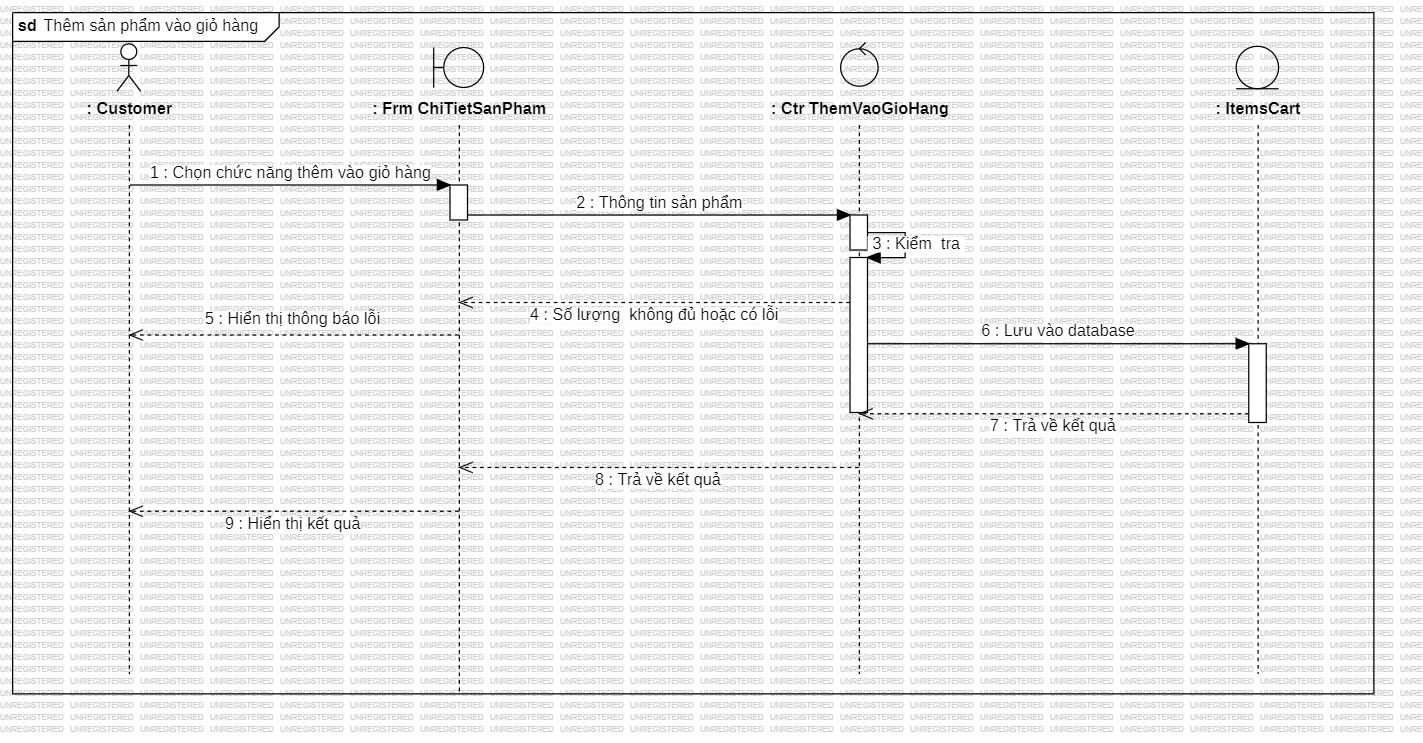 sd Thêm sản phẩm vào giỏ hàng
: Customer
: Frm ChiTietSanPham
: Ctr ThemVaoGioHang
: ItemsCart
1 : Chọn chức năng thêm vào giỏ hàng
2 : Thông tin sản phẩm
3 : Kiểm tra
4 : Số lượng không đủ hoặc có lỗi
5 : Hiển thị thông báo lỗi
6 : Lưu vào database
7 : Trả về kết quả
8 : Trả về kết quả
9 : Hiển thị kết quả
UNREGISTERED